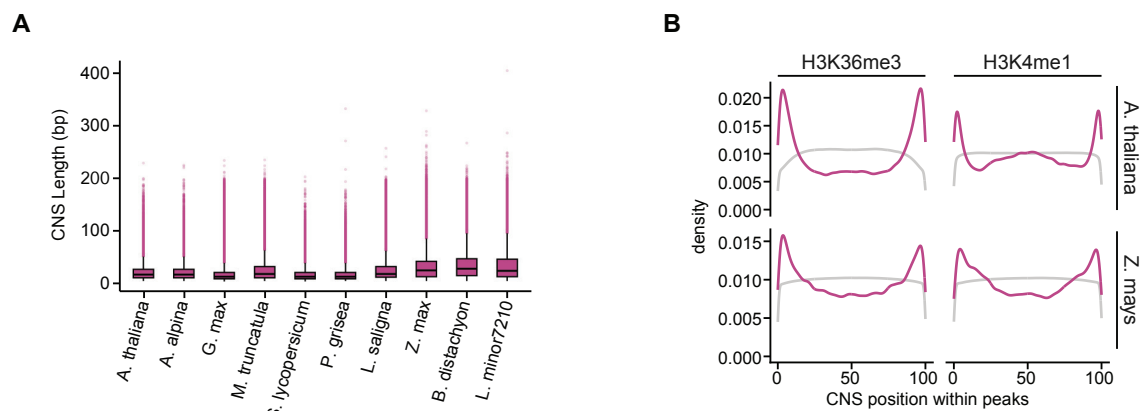 A
CNS Length (bp)
400
300
200
100
0
A. thaliana
A. alpina
G. max
M. truncatula
S. lycopersicum
P. grisea
L. saligna
Z. max
B. distachyon
L. minor7210
B
H3K36me3
H3K4me1
density
0.020
0.015
0.010
0.005
0.000
A. thaliana
0.015
0.010
0.005
0.000
Z. mays
0
50
100
0
50
100
CNS position within peaks